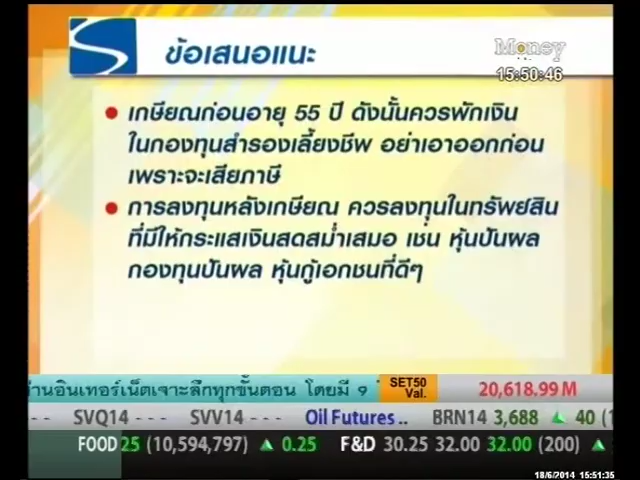 ข้อเสนอแนะ
Money
15:50:46
เกษียณก่อนอายุ 55 ปี ดังนั้นควรพักเงิน
ในกองทุนสำรองเลี้ยงชีพ อย่าเอาออกก่อน
เพราะจะเสียภาษี
การลงทุนหลังเกษียณ ควรลงทุนในทรัพย์สิน
ที่มีให้กระแสเงินสดสม่ำเสมอ เช่น หุ้นปันผล
กองทุนปันผล หุ้นกู้เอกชนที่ดีๆ
านอินเทอร์เน็ตเจาะลึกทุกขั้นตอน โดยมี ๑
SET50 Val. 20,618.99 M
- - SVQ14 - - - SVV14 - - - Oil Futures .. BRN14 3,688 ▲ 40 (1
FOOD 25 (10,594,797) ▲ 0.25 F&D 30.25 32.00 32.00 (200) ▲
18/6/2014 15:51:35